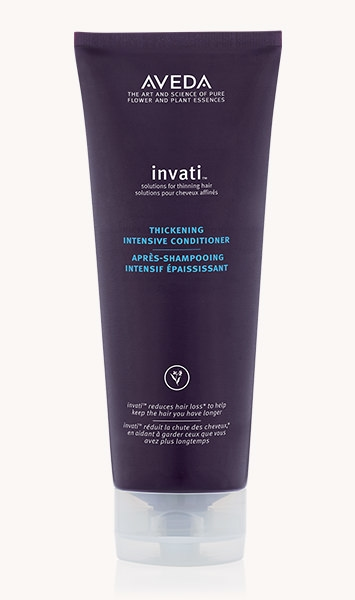 AVEDA
THE ART AND SCIENCE OF PURE
FLOWER AND PLANT ESSENCES
invati™
solutions for thinning hair
solutions pour cheveux affinés
THICKENING
INTENSIVE CONDITIONER
APRÈS-SHAMPOOING
INTENSIF ÉPAISSISSANT
invati™ reduces hair loss* to help
keep the hair you have longer
invati™ réduit la chute des cheveux,*
en aidant à garder ceux que vous
avez plus longtemps